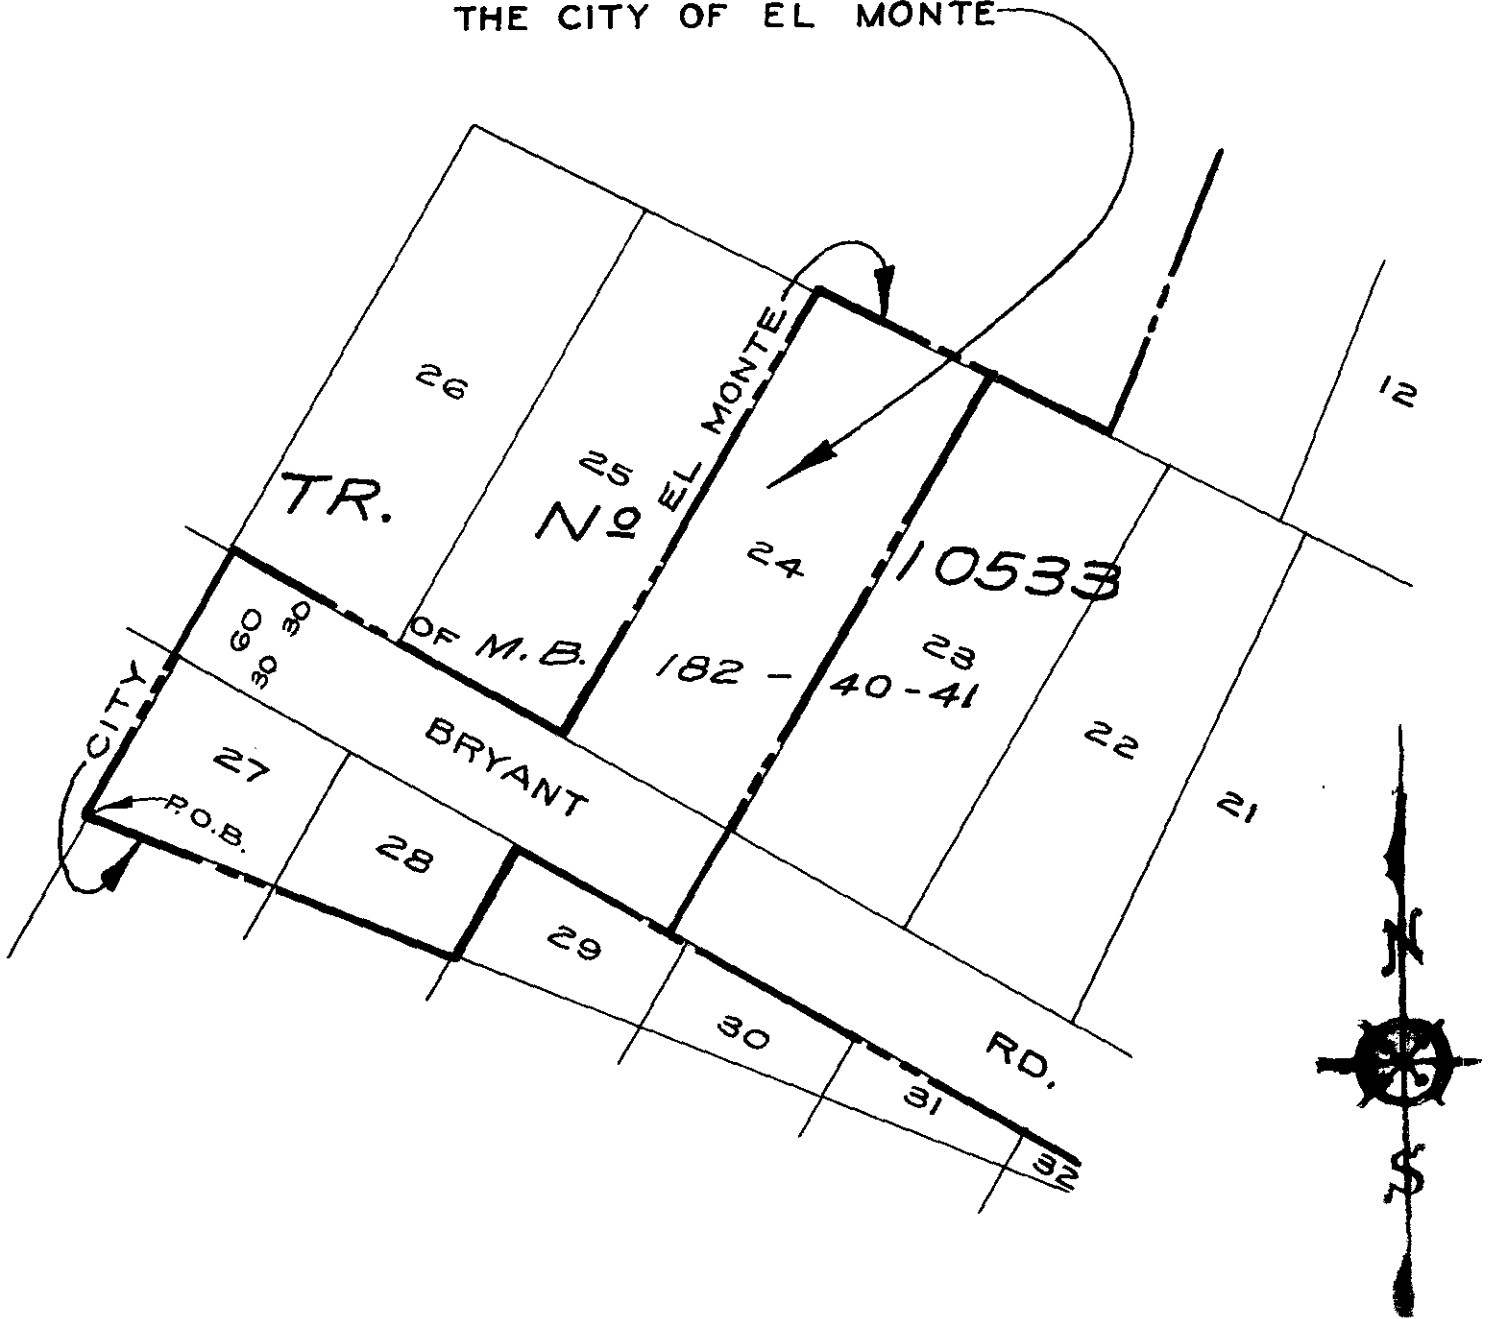 THE CITY OF EL MONTE
12
26
25
EL MONTE
TR. Nº 10533
24
23
OF M.B. 182-40-41
60
30
30
22
21
CITY
BRYANT RD.
27
P.O.B.
28
29
30
31
32
N
S